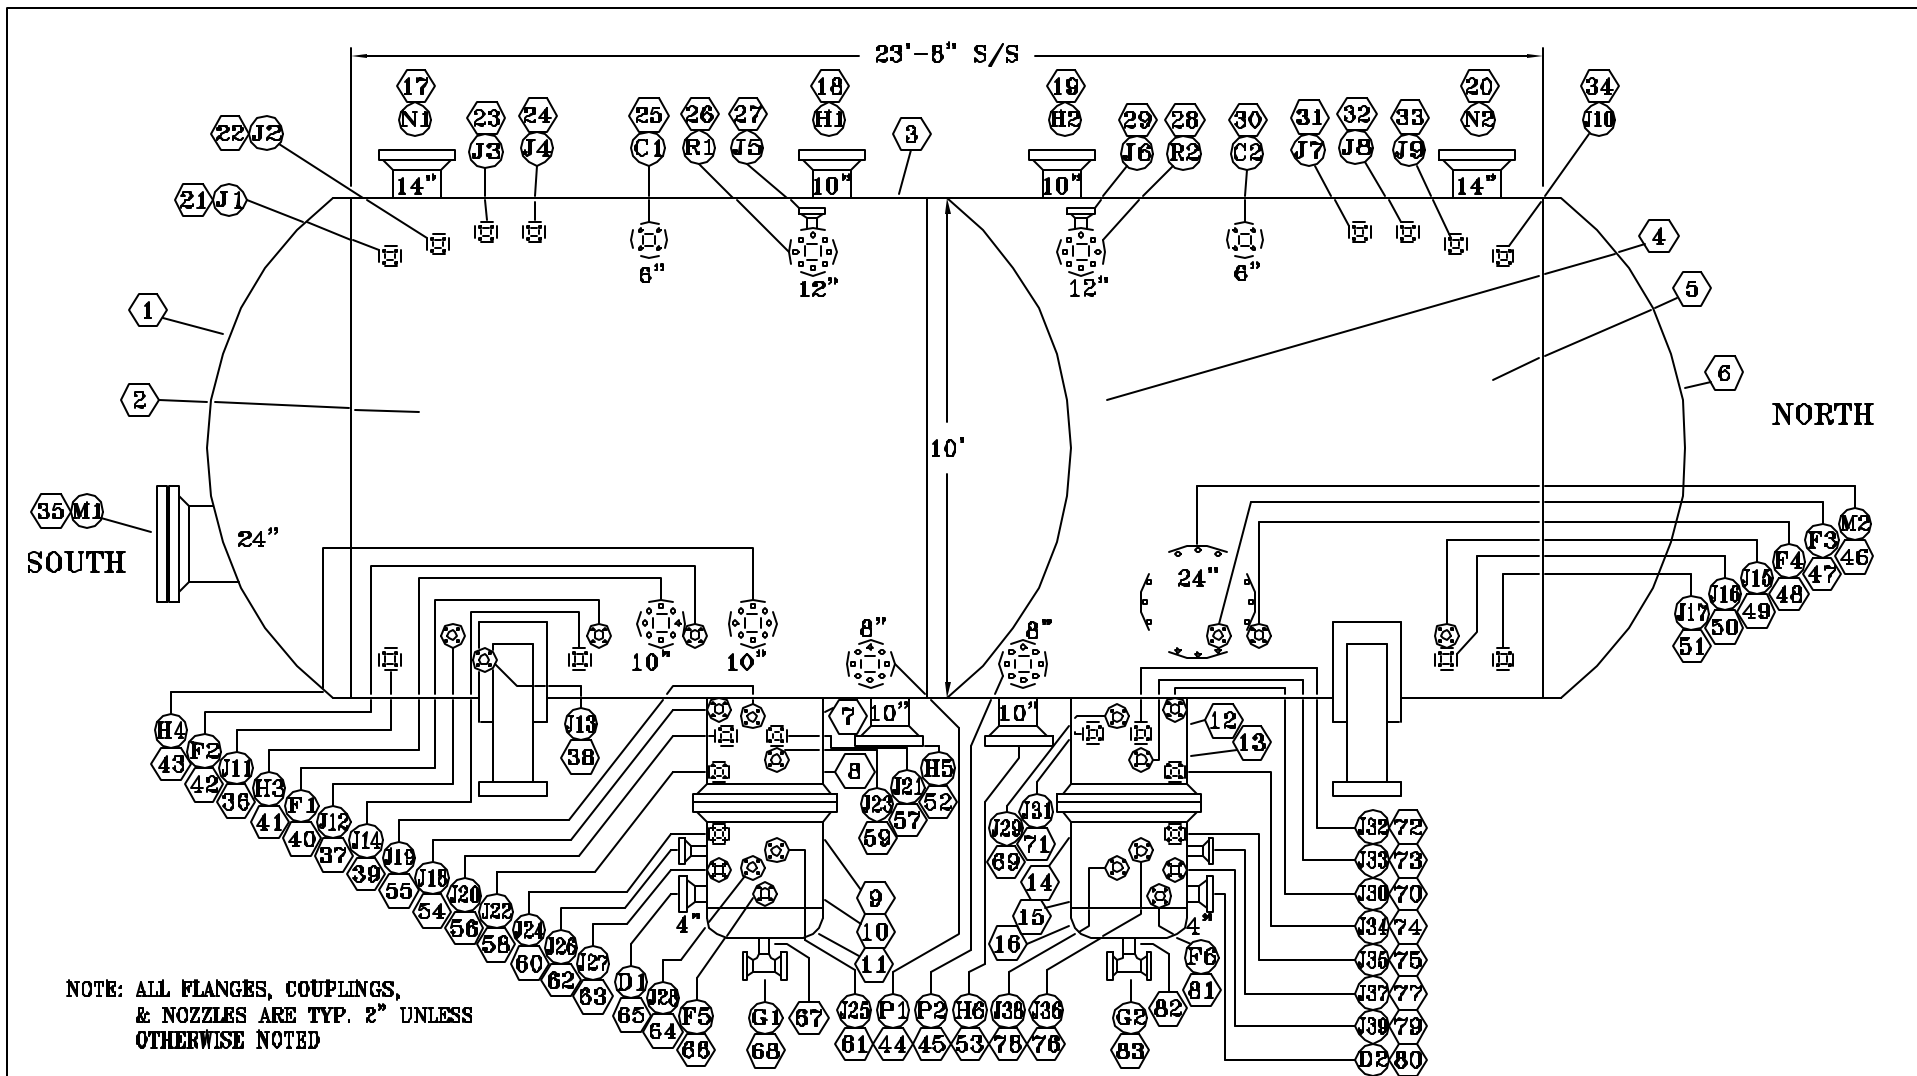 23'-6" S/S
17 18 19 20 34
N1 H1 H2 N2 J10
23 24 25 26 27 29 28 30 31 32 33
J3 J4 C1 R1 J5 J6 R2 C2 J7 J8 J9
22 J2
3
14" 10" 10" 14"
21 J1
4
6" 12" 12" 6"
5
1
6
2
NORTH
10'
35 M1
24"
SOUTH
24"
M2 46
F3 47
F4 48
J15 49
J16 50
J17 51
10" 10" 8" 8"
10" 10"
H4 43
F2 42
J11 36
H3 41
F1 40
J12 37
J14 39
J19 55
J18 54
J20 56
J22 58
J24 60
J26 62
J27 63
D1 65
J28 64
F5 66
J13 38
7
8
J23 59
J21 57
H5 52
9
10
11
4"
J29 69
J31 71
14
15
16
12
13
4"
J32 72
J33 73
J30 70
J34 74
J35 75
J37 77
J39 79
D2 80
F6 81
82
G1 68
67
J25 61
P1 44
P2 45
H6 53
J38 78
J36 76
G2 83
NOTE: ALL FLANGES, COUPLINGS,
& NOZZLES ARE TYP. 2" UNLESS
OTHERWISE NOTED